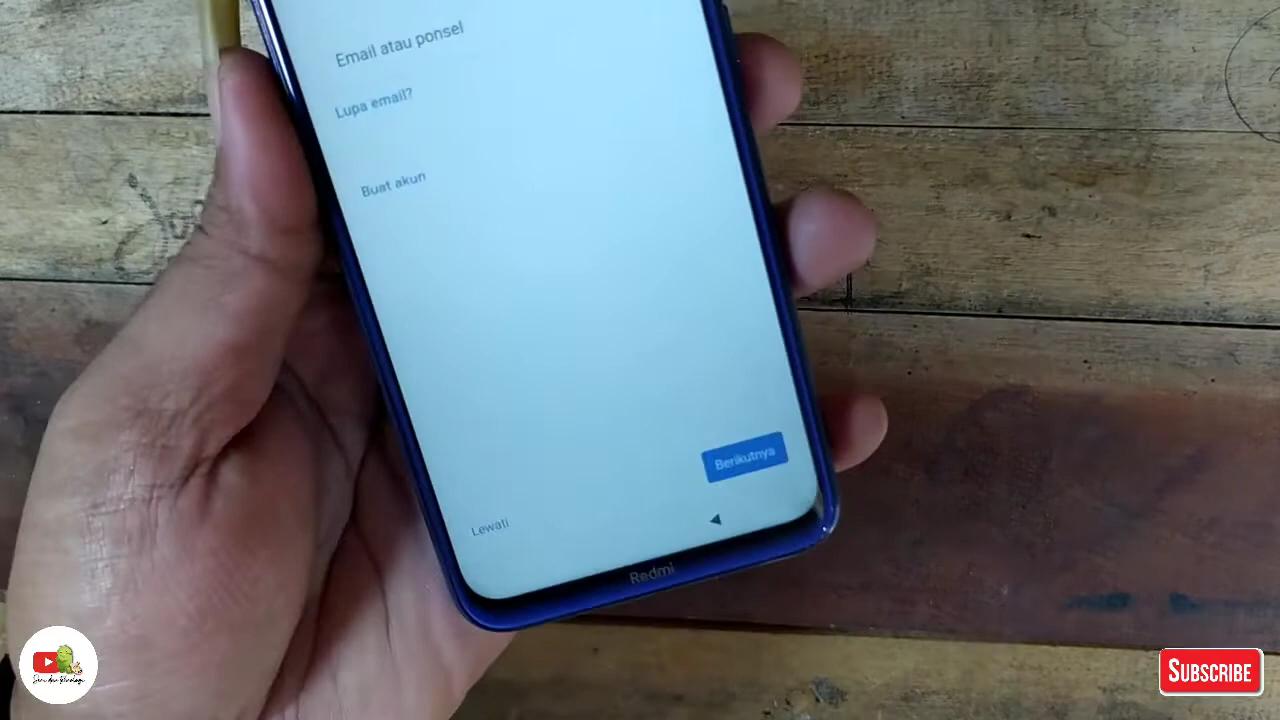 Email atau ponsel
Lupa email?
Buat akun
Berikutnya
Lewati
Redmi
SUBSCRIBE